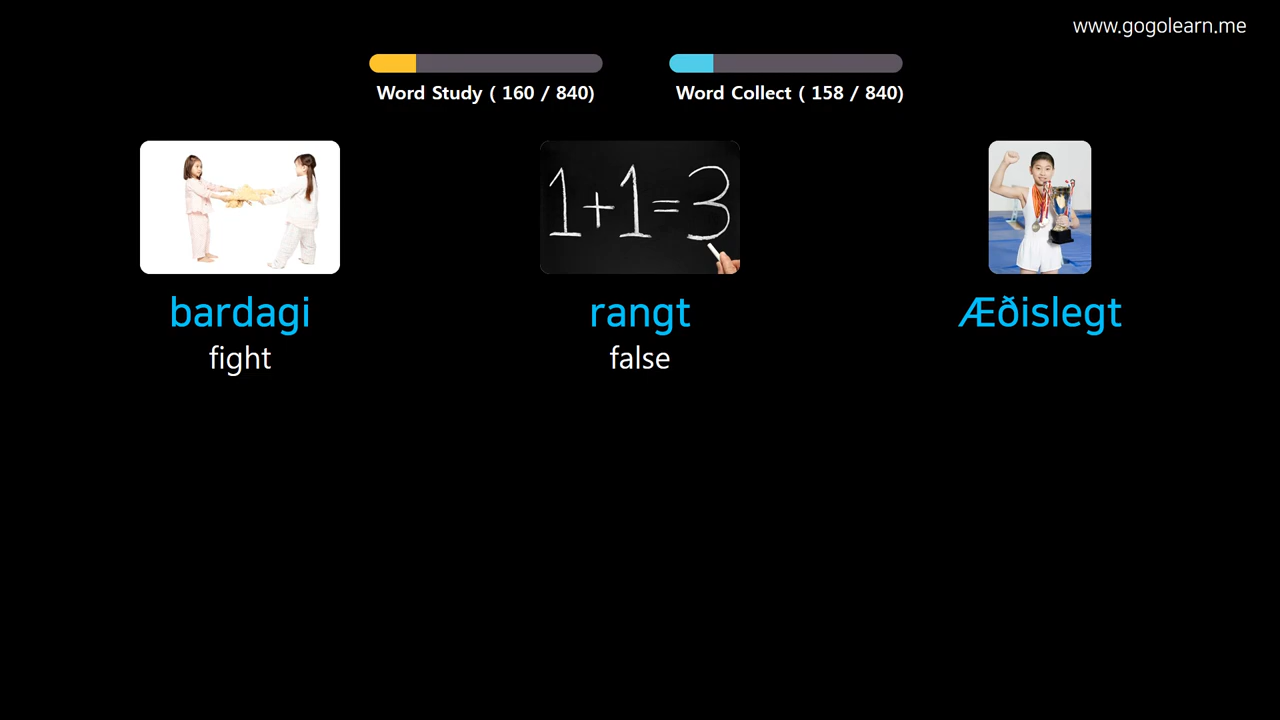 www.gogolearn.me
Word Study ( 160 / 840)
Word Collect ( 158 / 840)
1+1=3
bardagi
rangt
Æðislegt
fight
false